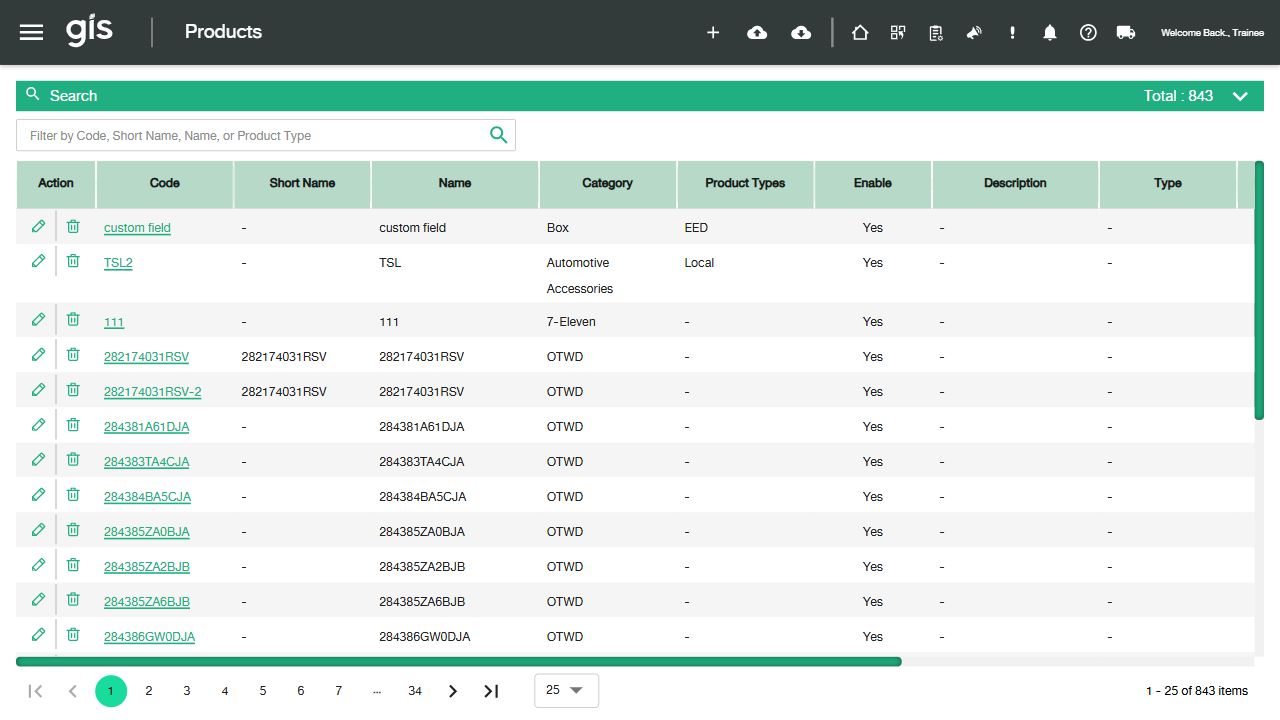 gis
Products
Welcome Back., Trainee
Search
Total : 843
Filter by Code, Short Name, Name, or Product Type
Action Code Short Name Name Category Product Types Enable Description Type
custom field - custom field Box EED Yes - -
TSL2 - TSL Automotive Accessories Local Yes - -
111 - 111 7-Eleven - Yes - -
282174031RSV 282174031RSV 282174031RSV OTWD - Yes - -
282174031RSV-2 282174031RSV 282174031RSV OTWD - Yes - -
284381A61DJA - 284381A61DJA OTWD - Yes - -
284383TA4CJA - 284383TA4CJA OTWD - Yes - -
284384BA5CJA - 284384BA5CJA OTWD - Yes - -
284385ZA0BJA - 284385ZA0BJA OTWD - Yes - -
284385ZA2BJB - 284385ZA2BJB OTWD - Yes - -
284385ZA6BJB - 284385ZA6BJB OTWD - Yes - -
284386GW0DJA - 284386GW0DJA OTWD - Yes - -
1 2 3 4 5 6 7 ... 34 25 1 - 25 of 843 items